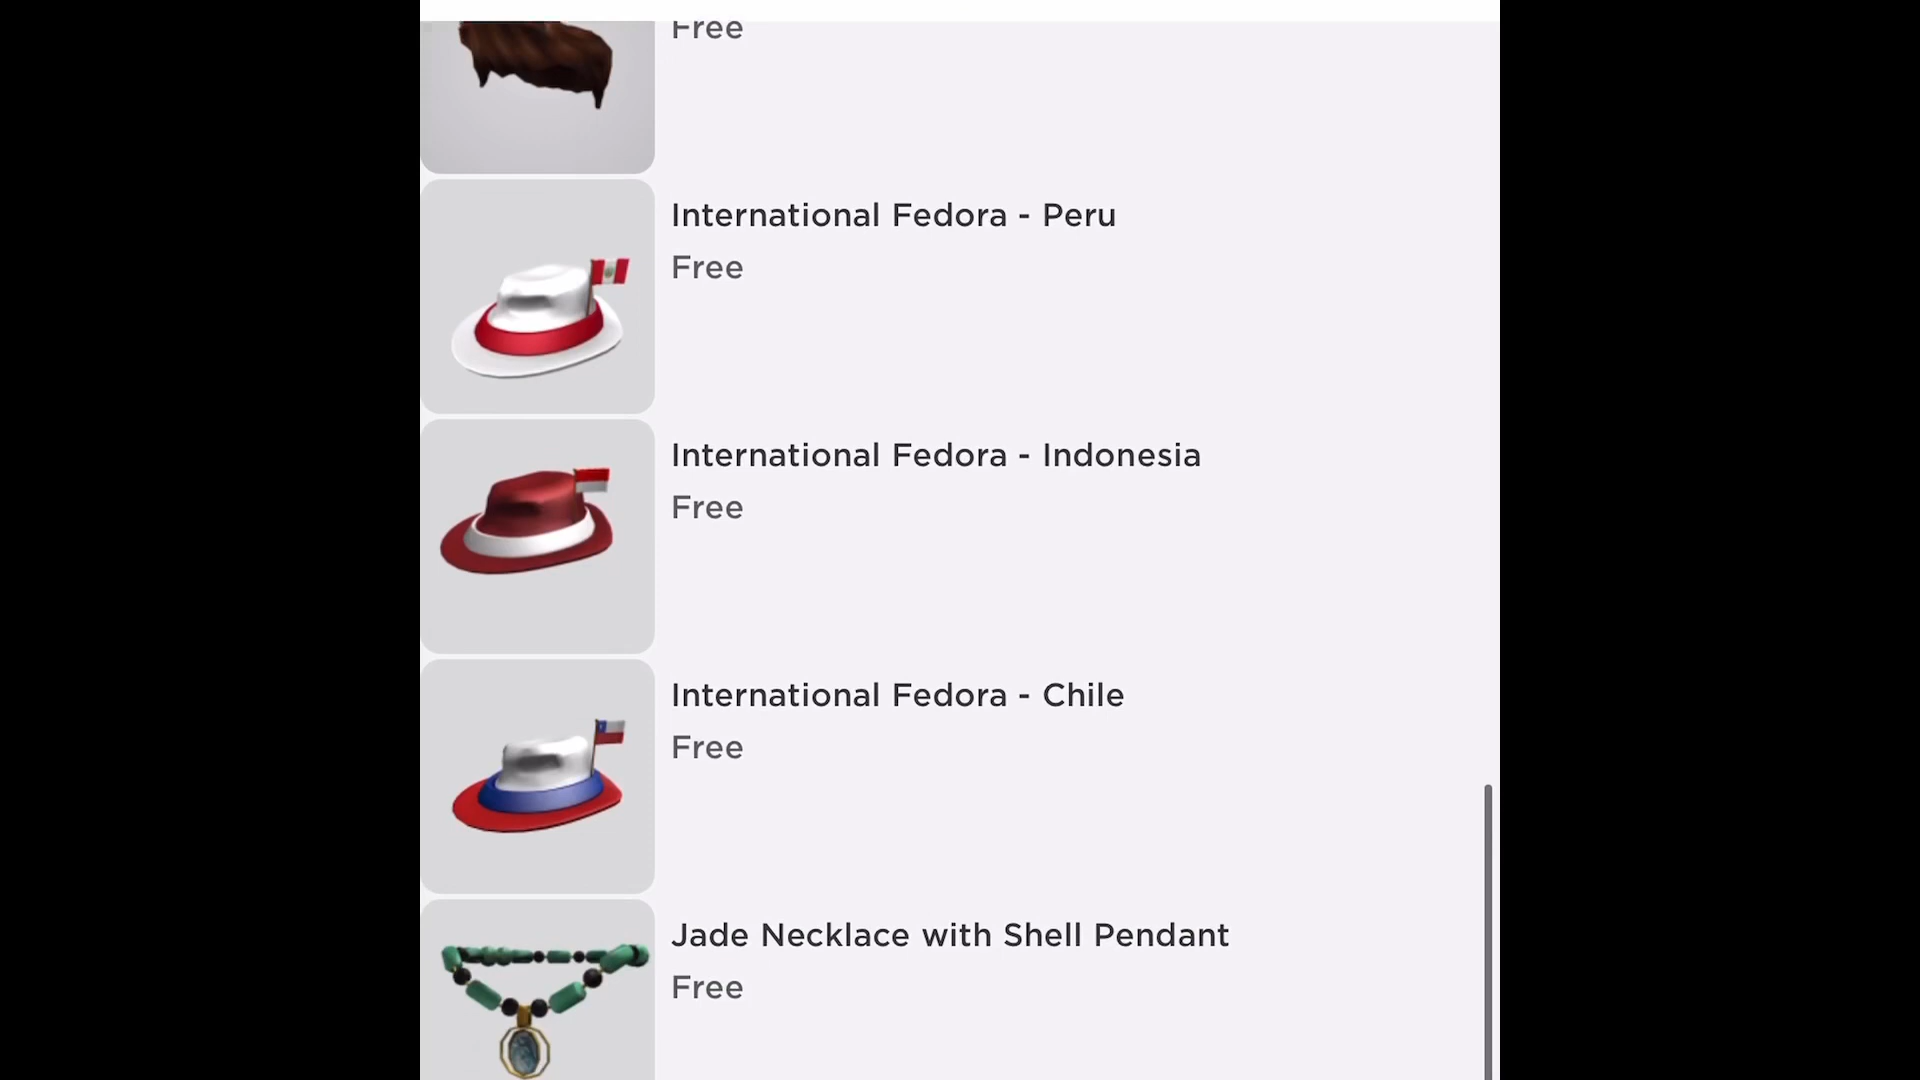 Free
International Fedora - Peru
Free
International Fedora - Indonesia
Free
International Fedora - Chile
Free
Jade Necklace with Shell Pendant
Free